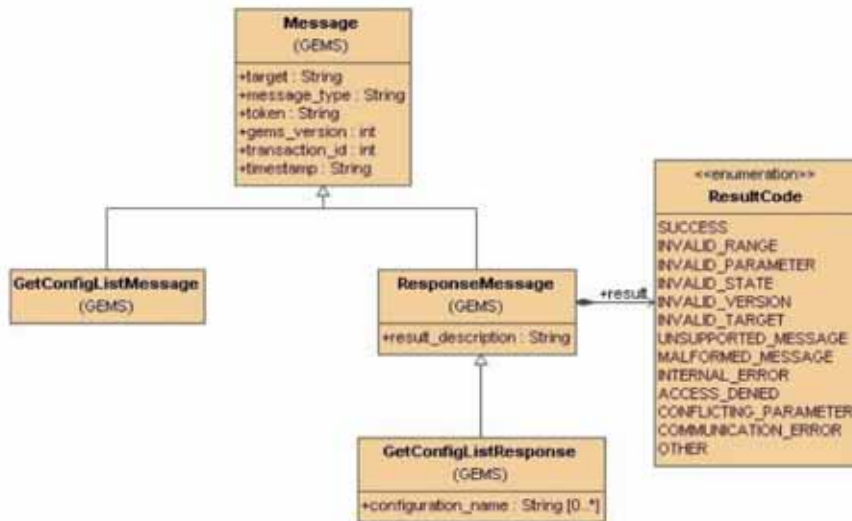 Message
(GEMS)
+target : String
+message_type : String
+token : String
+gems_version : int
+transaction_id : int
+timestamp : String
<<enumeration>>
ResultCode
SUCCESS
INVALID_RANGE
INVALID_PARAMETER
INVALID_STATE
INVALID_VERSION
INVALID_TARGET
UNSUPPORTED_MESSAGE
MALFORMED_MESSAGE
INTERNAL_ERROR
ACCESS_DENIED
CONFLICTING_PARAMETER
COMMUNICATION_ERROR
OTHER
GetConfigListMessage
(GEMS)
ResponseMessage
(GEMS)
+result_description : String
+result
GetConfigListResponse
(GEMS)
+configuration_name : String [0..*]